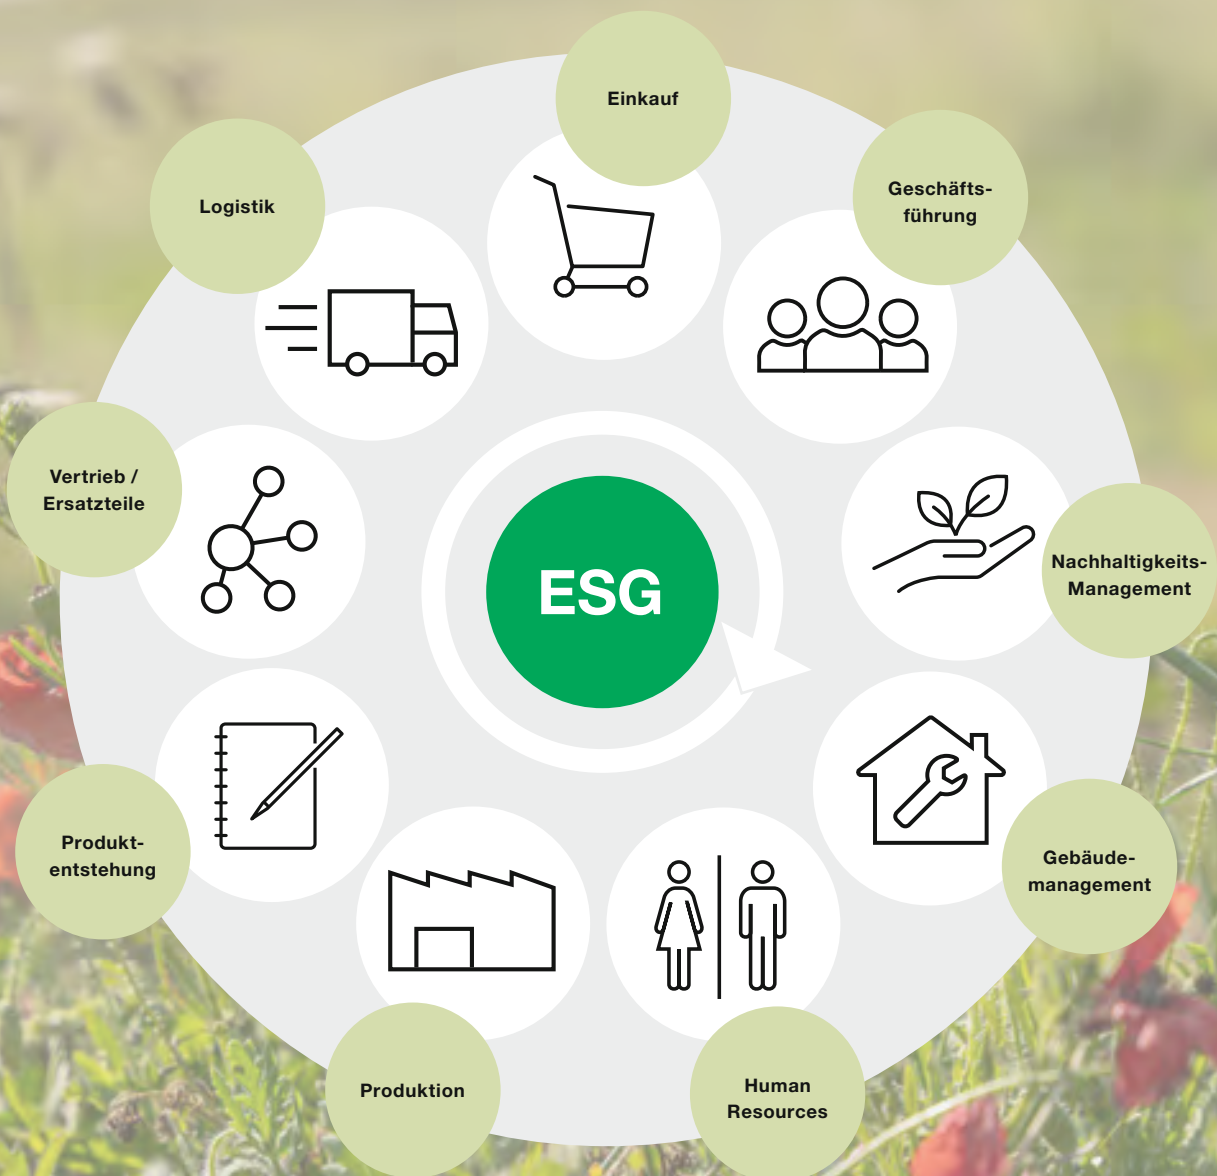 Einkauf
Geschäfts-
führung
Logistik
Vertrieb /
Ersatzteile
Nachhaltigkeits-
Management
ESG
Produkt-
entstehung
Gebäude-
management
Produktion
Human
Resources